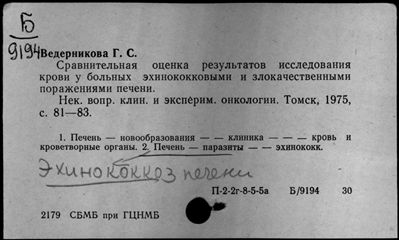 Б
9194
Ведерникова Г. С.
Сравнительная оценка результатов исследования
крови у больных эхинококковыми и злокачественными
поражениями печени.
Нек. вопр. клин. и эксперим. онкологии. Томск, 1975,
с. 81—83.
1. Печень — новообразования — — клиника — — — кровь и
кроветворные органы. 2. Печень — паразиты — — эхинококк.
Эхинококкоз печени
П-2-2г-8-5-5а Б/9194 30
2179 СБМБ при ГЦНМБ